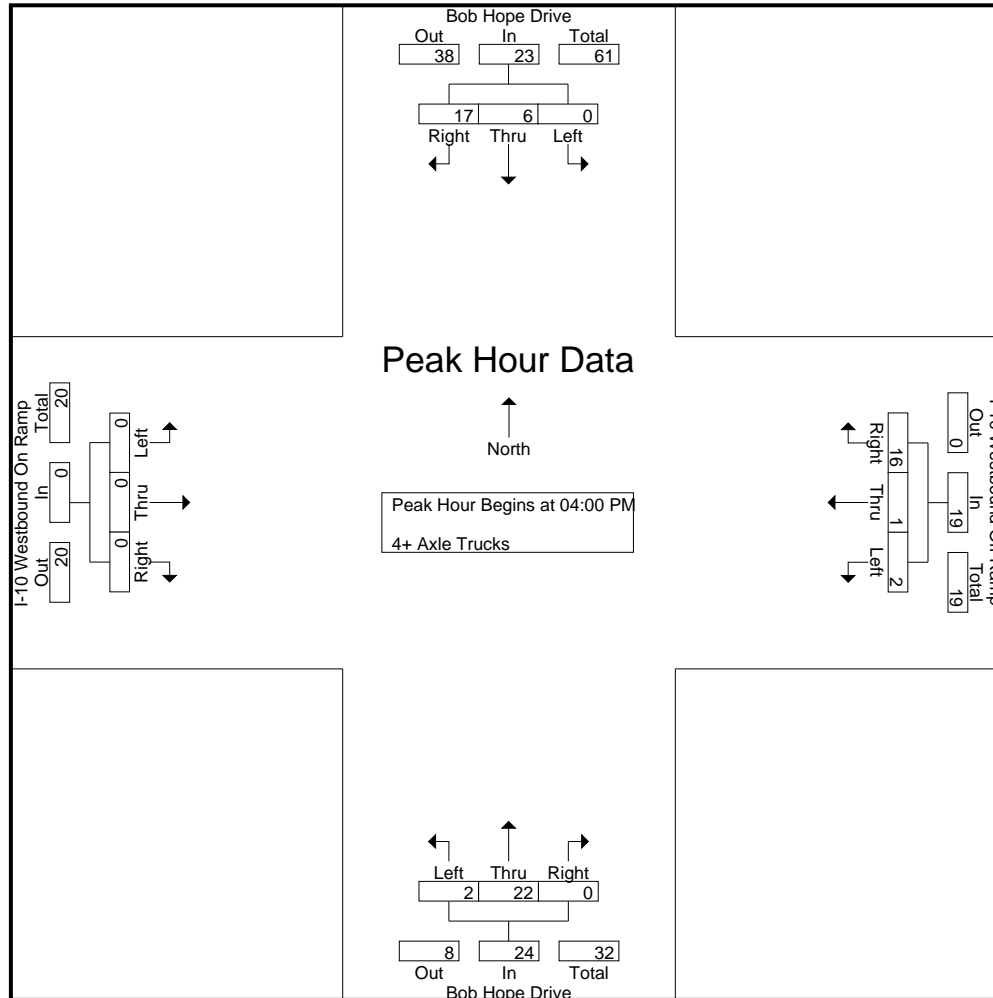 Bob Hope Drive
Out In Total
38 23 61
17 6 0
Right Thru Left
Peak Hour Data
North
Peak Hour Begins at 04:00 PM
4+ Axle Trucks
I-10 Westbound On Ramp
Total In Out
20 0 20
0 0 0
Left Thru Right
Westbound Ramp
Out In Total
0 19 19
16 1 2
Right Thru Left
Left Thru Right
2 22 0
8 24 32
Out In Total
Bob Hope Drive